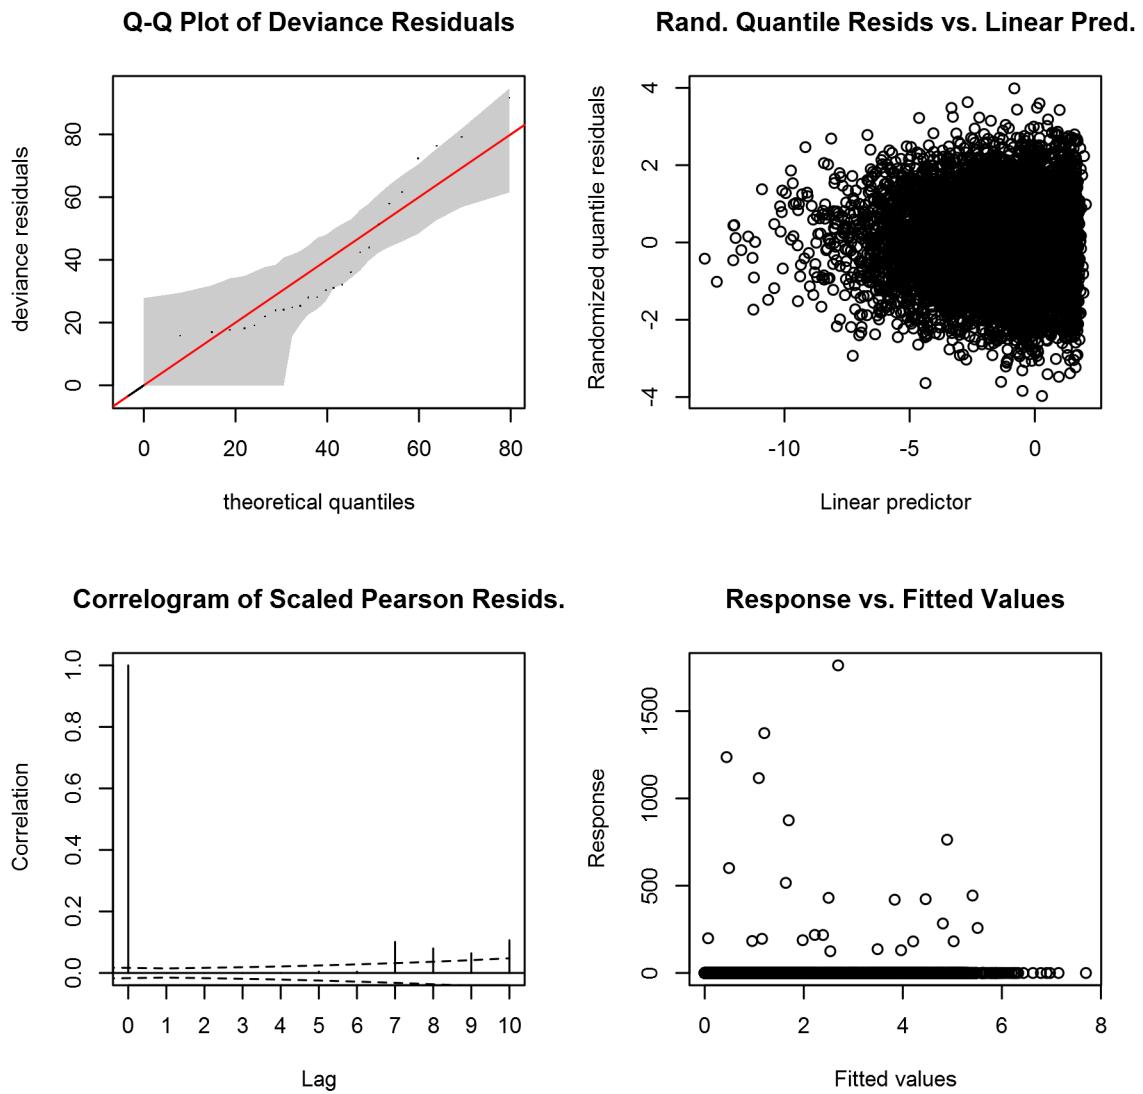 Q-Q Plot of Deviance Residuals
deviance residuals
80
60
40
20
0
0 20 40 60 80
theoretical quantiles
Rand. Quantile Resids vs. Linear Pred.
Randomized quantile residuals
4
2
0
-2
-4
-10 -5 0
Linear predictor
Correlogram of Scaled Pearson Resids.
Correlation
1.0
0.8
0.6
0.4
0.2
0.0
0 1 2 3 4 5 6 7 8 9 10
Lag
Response vs. Fitted Values
Response
1500
1000
500
0
0 2 4 6 8
Fitted values